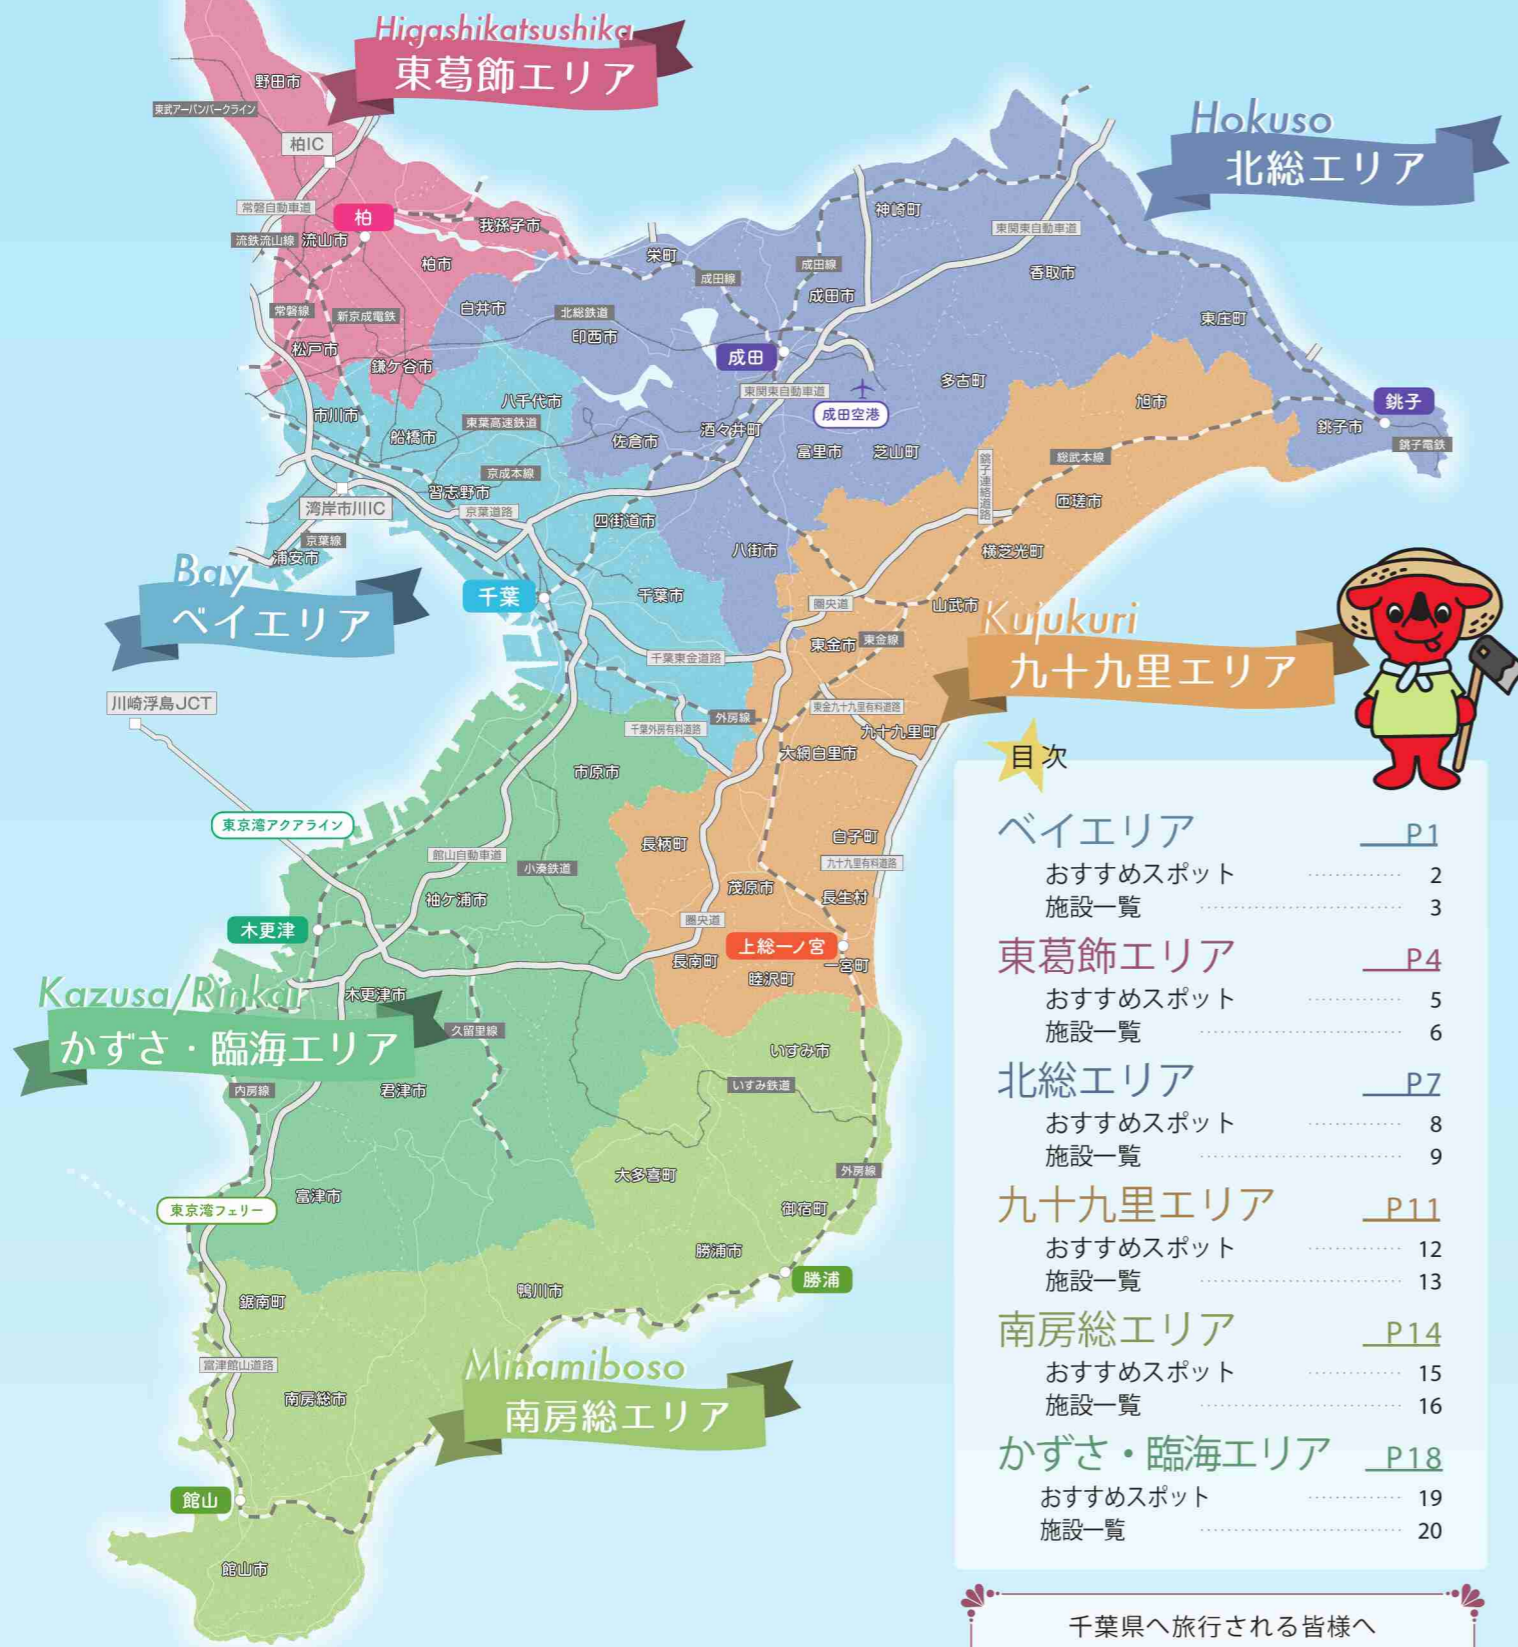 Higashikatsushika
東葛飾エリア
野田市
東武アーバンパークライン
柏IC
常磐自動車道
柏
流鉄流山線
流山市
我孫子市
柏市
常磐線
新京成電鉄
松戸市
鎌ケ谷市
Hokuso
北総エリア
神崎町
東関東自動車道
栄町
成田線
成田線
成田市
香取市
白井市
北総鉄道
印西市
東庄町
成田
東関東自動車道
成田空港
多古町
銚子
銚子市
銚子電鉄
佐倉市
酒々井町
富里市
芝山町
八街市
市川市
船橋市
八千代市
東葉高速鉄道
京成本線
習志野市
京葉道路
湾岸市川IC
京葉線
浦安市
四街道市
Bay
ベイエリア
千葉
千葉市
千葉東金道路
千葉外房有料道路
外房線
旭市
総武本線
銚子連絡道路
匝瑳市
横芝光町
圏央道
山武市
Kujukuri
九十九里エリア
東金市
東金線
東金九十九里有料道路
九十九里町
大網白里市
白子町
九十九里有料道路
長柄町
茂原市
長生村
圏央道
上総一ノ宮
長南町
睦沢町
一宮町
川崎浮島JCT
東京湾アクアライン
市原市
館山自動車道
小湊鉄道
袖ケ浦市
木更津
Kazusa/Rinkai
かずさ・臨海エリア
木更津市
久留里線
内房線
君津市
富津市
東京湾フェリー
いすみ市
いすみ鉄道
大多喜町
外房線
御宿町
勝浦市
勝浦
鴨川市
鋸南町
富津館山道路
Minamiboso
南房総エリア
南房総市
館山
館山市
目次
ベイエリア P1
おすすめスポット ………… 2
施設一覧 ………… 3
東葛飾エリア P4
おすすめスポット ………… 5
施設一覧 ………… 6
北総エリア P7
おすすめスポット ………… 8
施設一覧 ………… 9
九十九里エリア P11
おすすめスポット ………… 12
施設一覧 ………… 13
南房総エリア P14
おすすめスポット ………… 15
施設一覧 ………… 16
かずさ・臨海エリア P18
おすすめスポット ………… 19
施設一覧 ………… 20
千葉県へ旅行される皆様へ